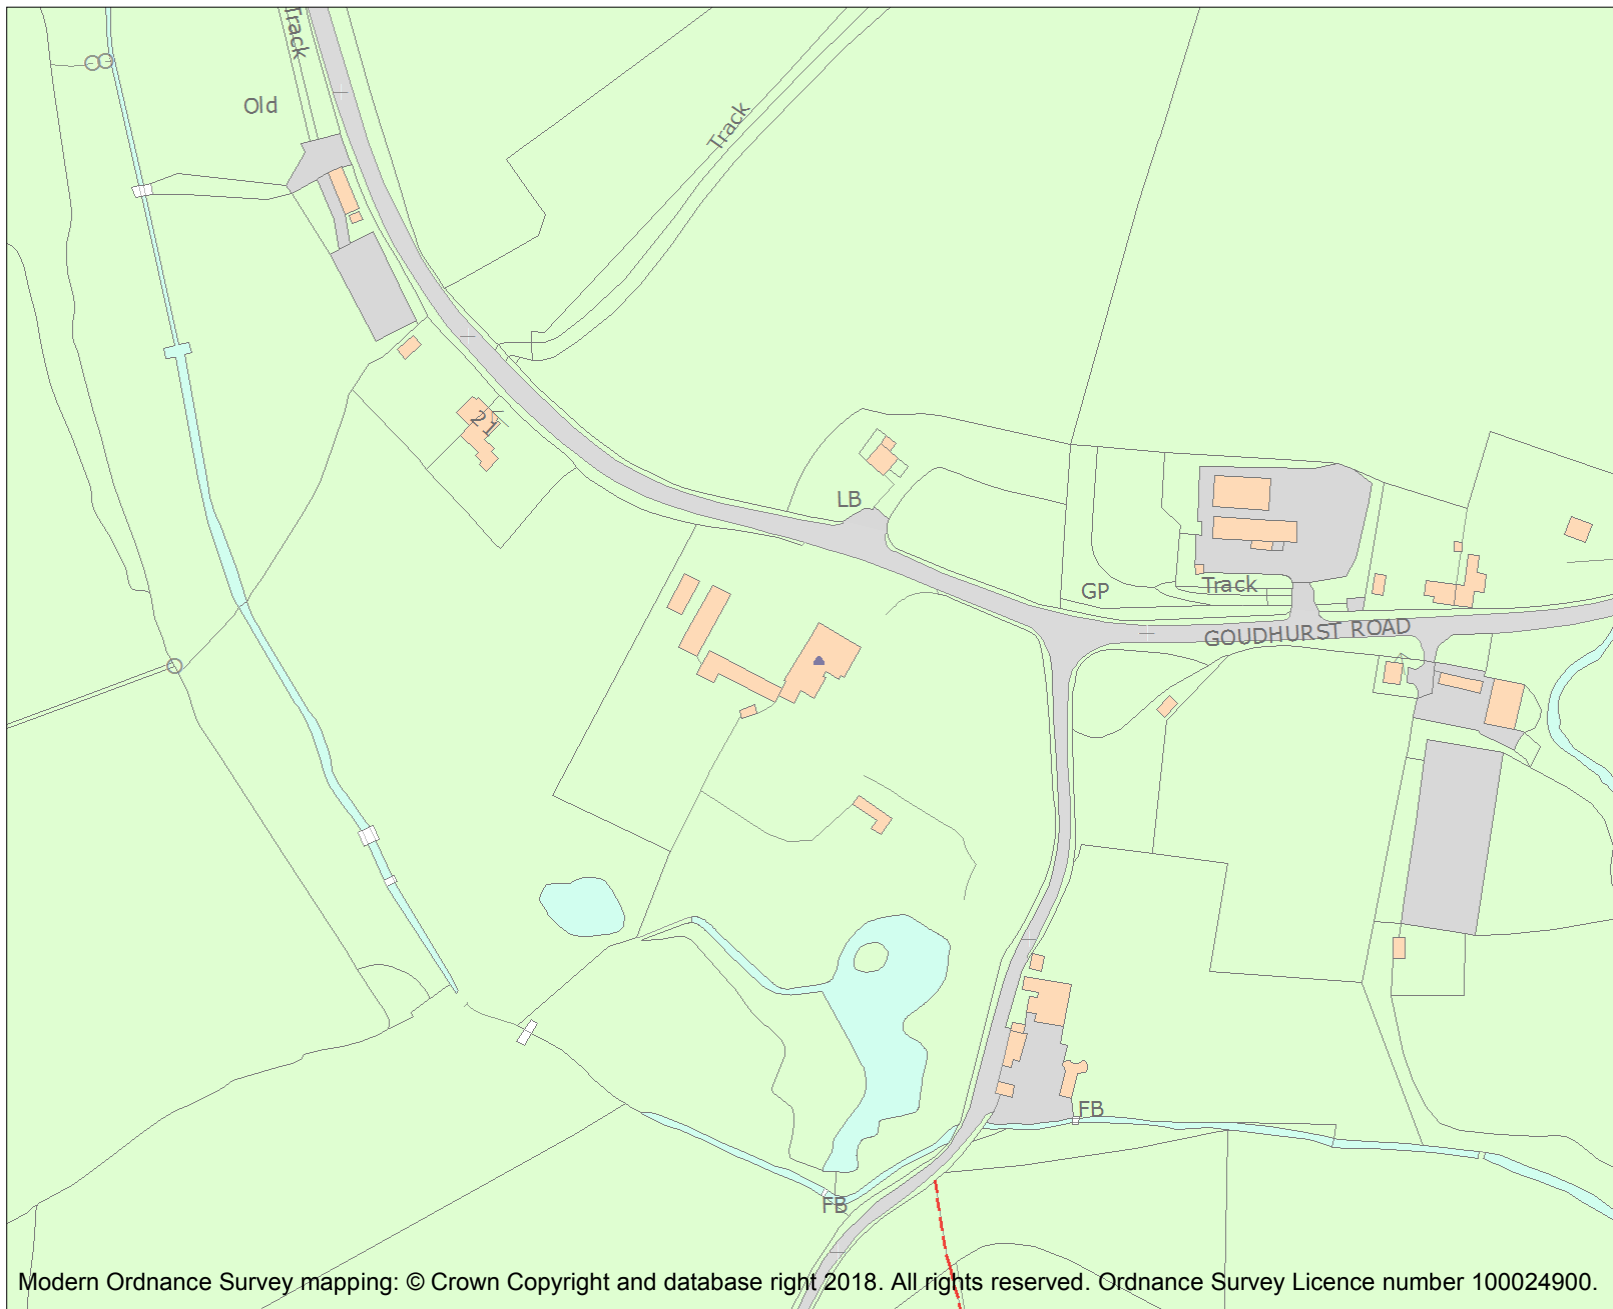 Track
Old
Track
21
LB
GP
Track
GOUDHURST ROAD
FB
FB
Modern Ordnance Survey mapping: © Crown Copyright and database right 2018. All rights reserved. Ordnance Survey Licence number 100024900.